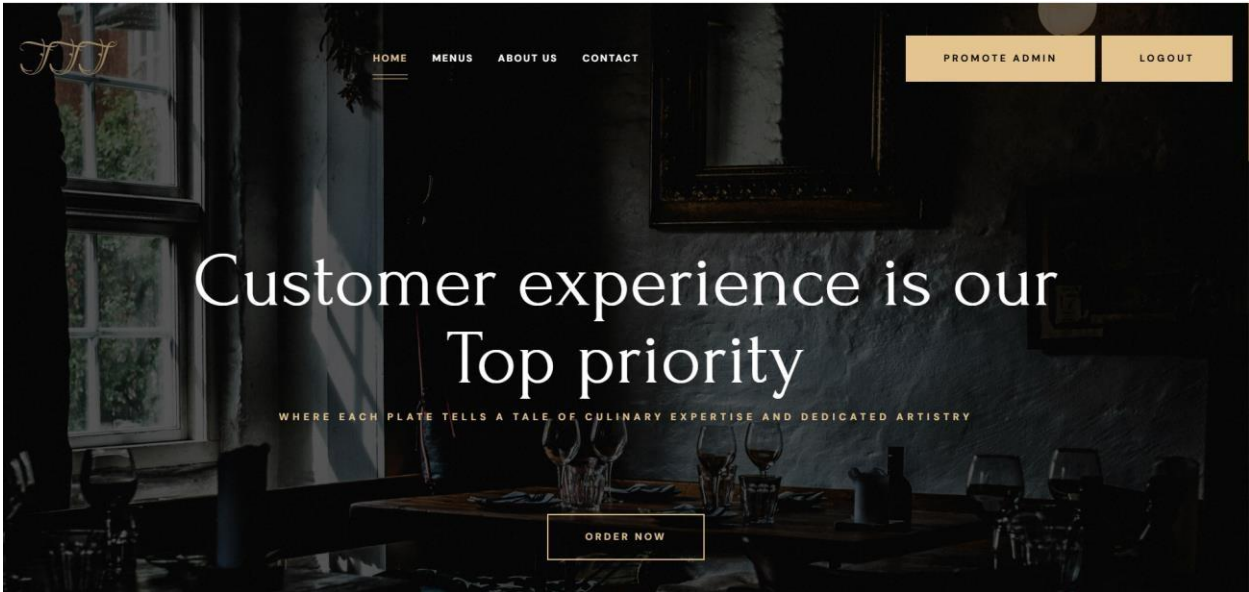 HOME MENUS ABOUT US CONTACT PROMOTE ADMIN LOGOUT
Customer experience is our
Top priority
WHERE EACH PLATE TELLS A TALE OF CULINARY EXPERTISE AND DEDICATED ARTISTRY
ORDER NOW